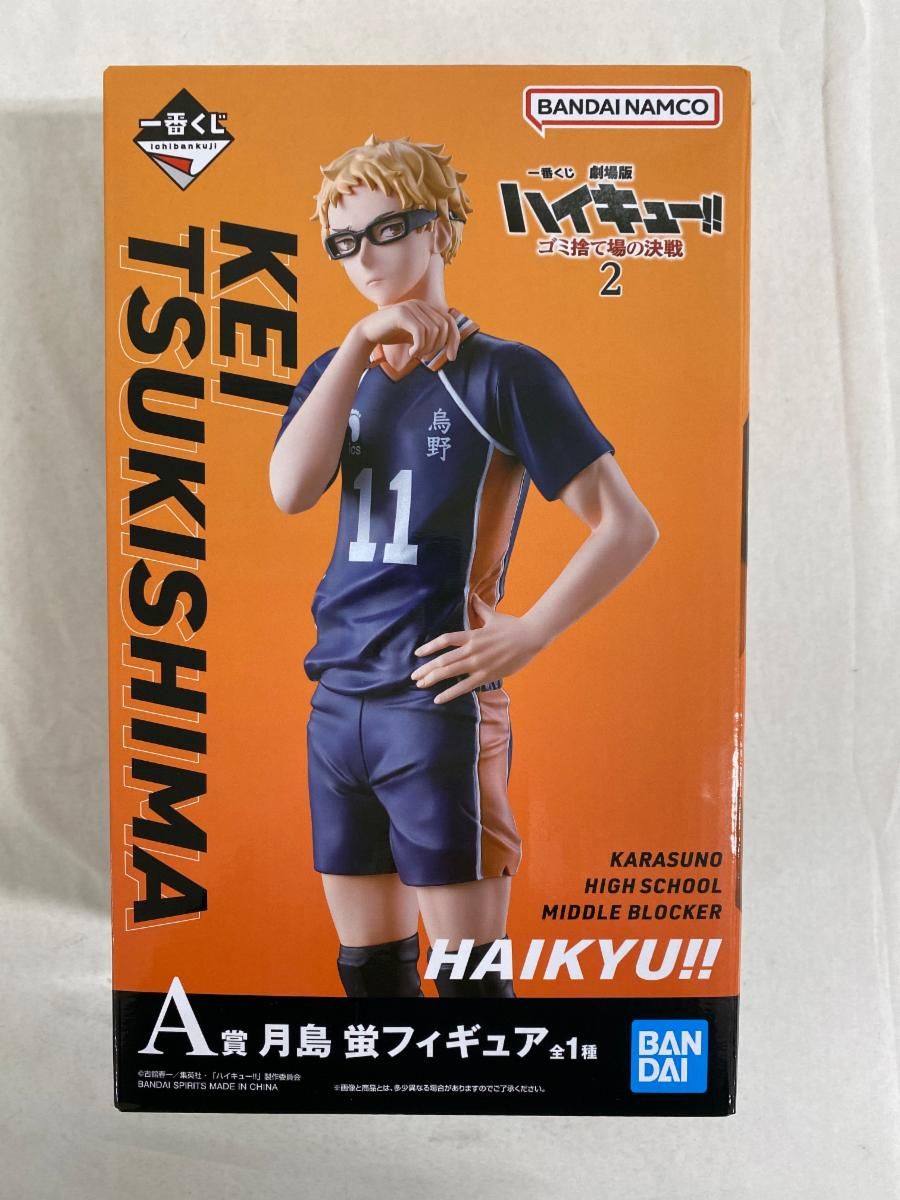 一番くじ
ichibankuji
BANDAI NAMCO
一番くじ 劇場版
ハイキュー!!
ゴミ捨て場の決戦
2
KEI
TSUKISHIMA
烏野
ics
11
KARASUNO
HIGH SCHOOL
MIDDLE BLOCKER
HAIKYU!!
A賞 月島 蛍フィギュア 全1種
BAN
DAI
©古舘春一／集英社・「ハイキュー!!」製作委員会
BANDAI SPIRITS MADE IN CHINA
※画像と商品とは、多少異なる場合がありますのでご了承ください。